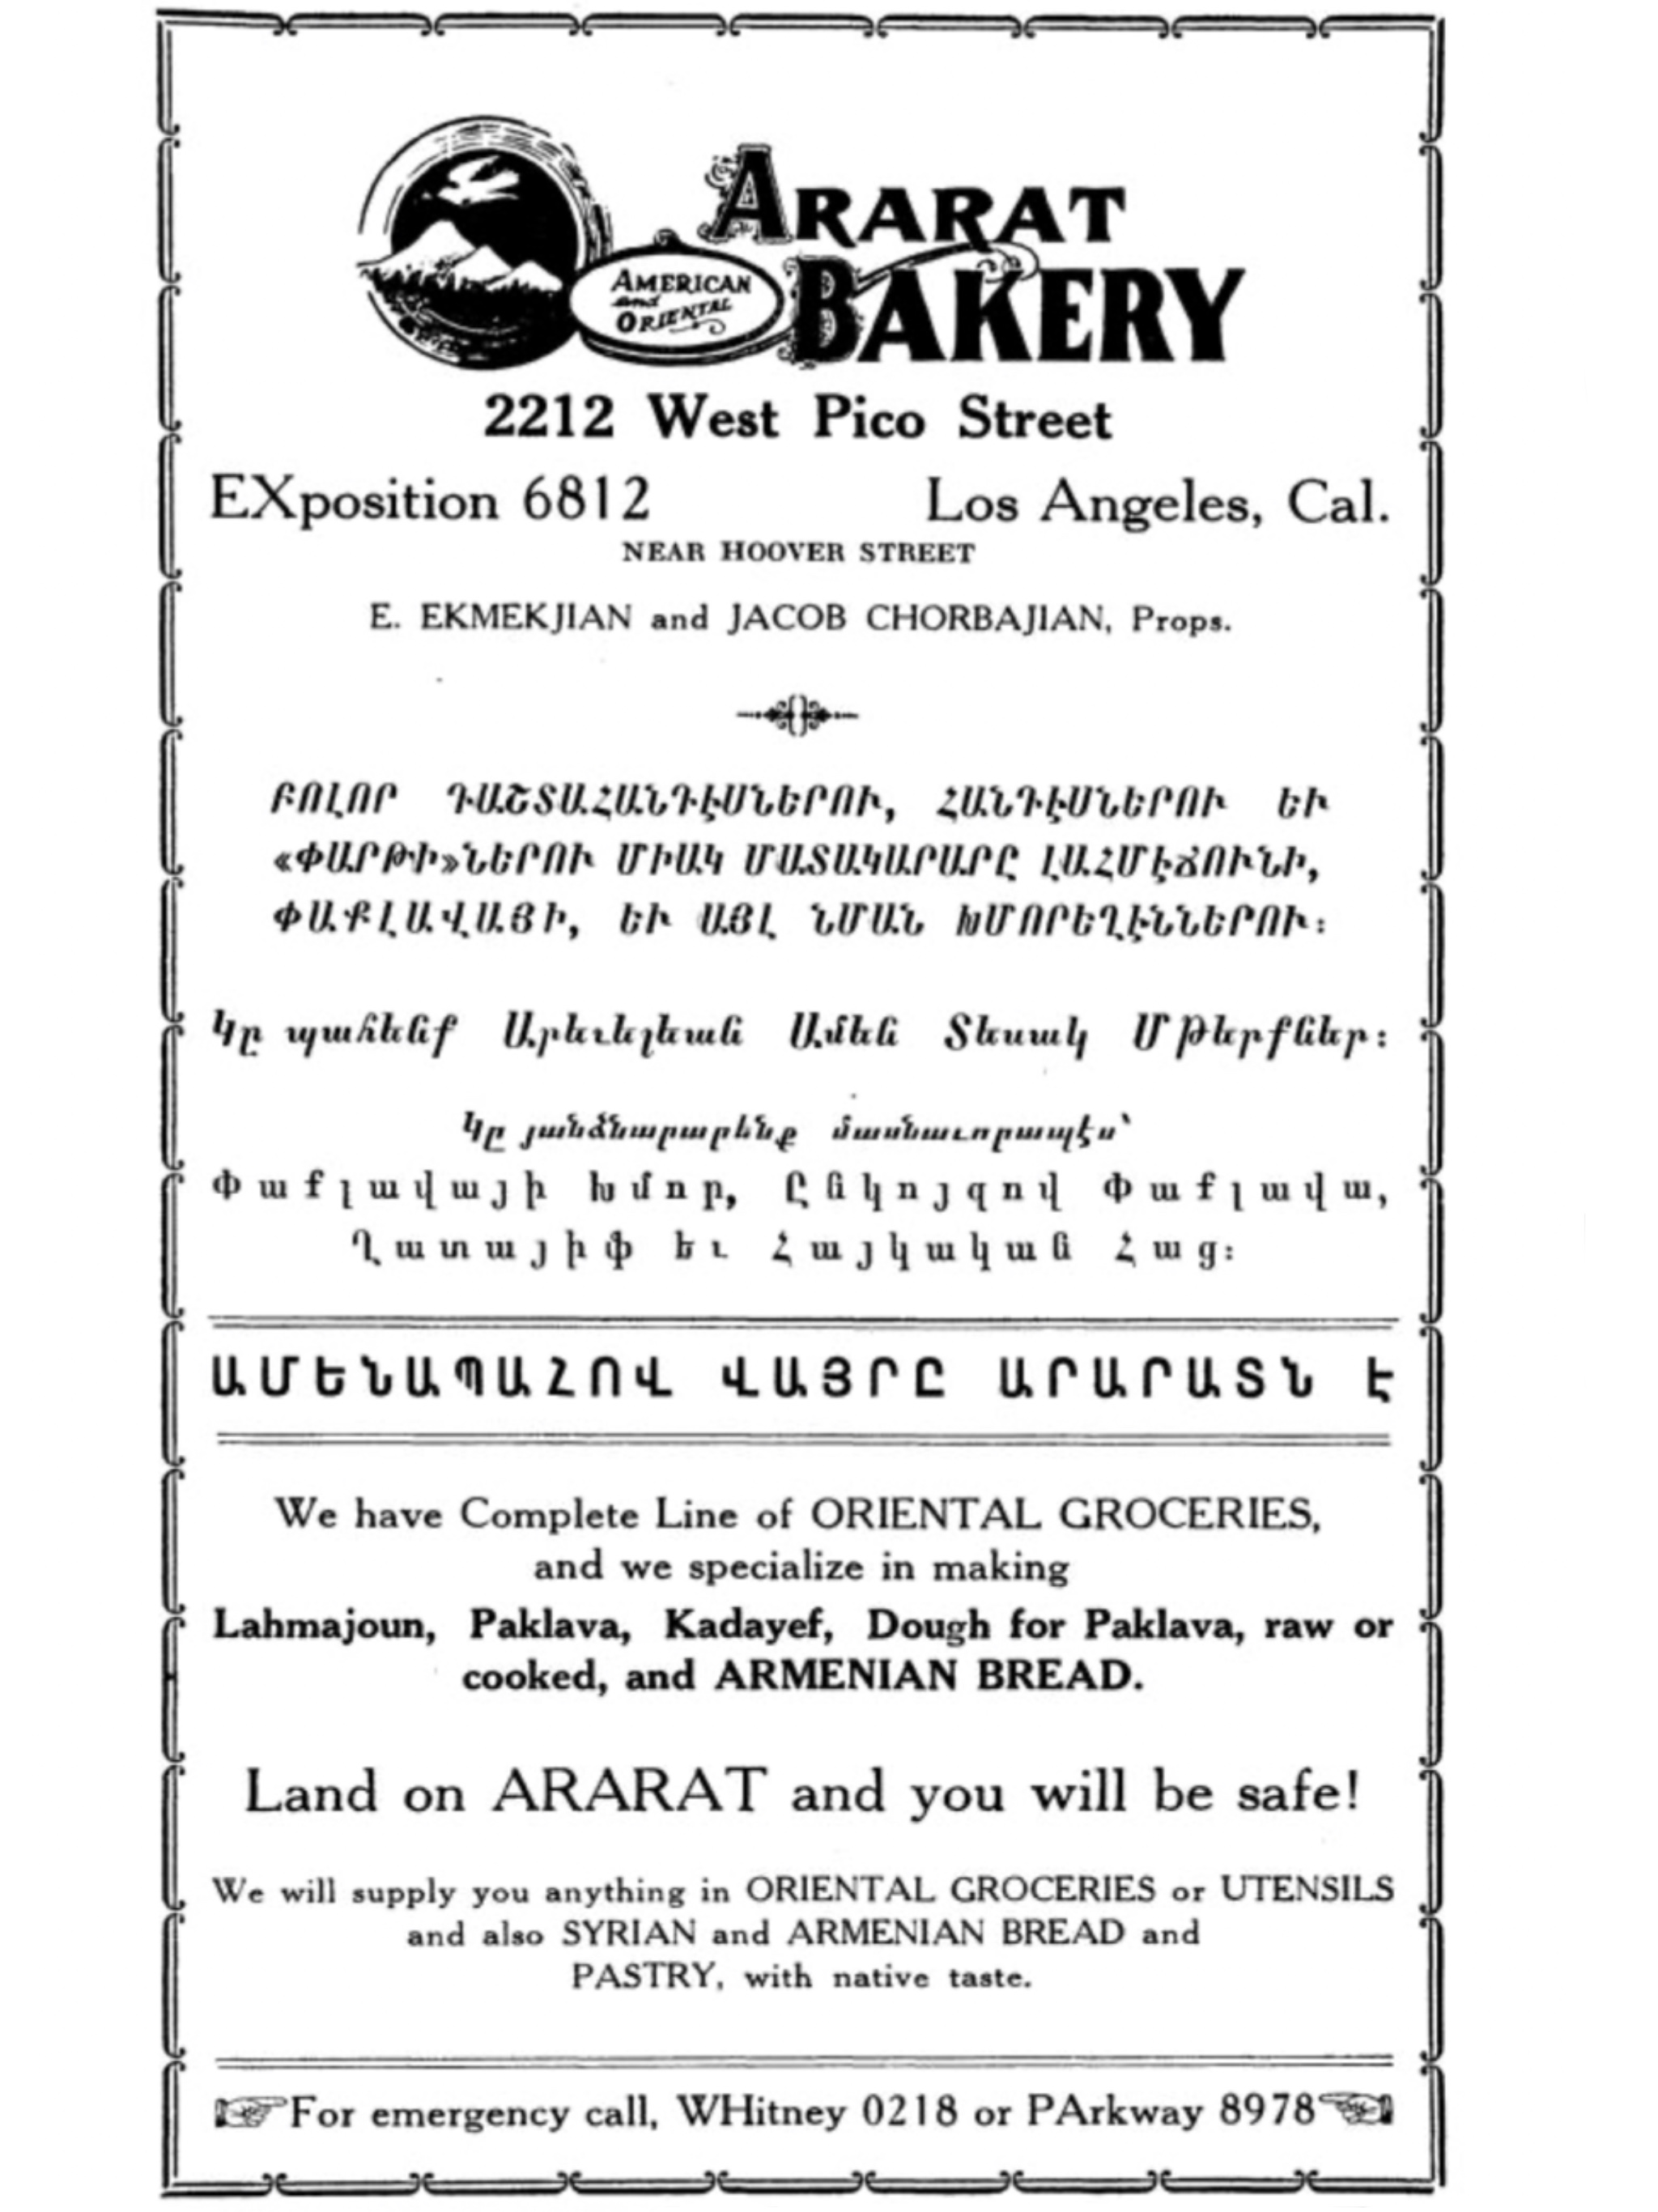 ARARAT
BAKERY
AMERICAN
and
ORIENTAL
2212 West Pico Street
EXposition 6812 Los Angeles, Cal.
NEAR HOOVER STREET
E. EKMEKJIAN and JACOB CHORBAJIAN, Props.
ԲՈԼՈՐ ԴԱՇՏԱՀԱՆԴԷՍՆԵՐՈՒ, ՀԱՆԴԷՍՆԵՐՈՒ ԵՒ
«ՓԱՐԹԻ»ՆԵՐՈՒ ՄԻԱԿ ՄԱՏԱԿԱՐԱՐԸ ԼԱՀՄԷՃՈՒՆԻ,
ՓԱՔԼԱՎԱՅԻ, ԵՒ ԱՅԼ ՆՄԱՆ ԽՄՈՐԵՂԷՆՆԵՐՈՒ։
Կը պահենք Արեւելեան Ամեն Տեսակ Մթերքներ։
Կը յանձնարարենք մասնաւորապէս՝
Փաքլավայի Խմոր, Ընկոյզով Փաքլավա,
Ղատայիֆ եւ Հայկական Հաց։
ԱՄԵՆԱՊԱՀՈՎ ՎԱՅՐԸ ԱՐԱՐԱՏՆ Է
We have Complete Line of ORIENTAL GROCERIES,
and we specialize in making
Lahmajoun, Paklava, Kadayef, Dough for Paklava, raw or
cooked, and ARMENIAN BREAD.
Land on ARARAT and you will be safe!
We will supply you anything in ORIENTAL GROCERIES or UTENSILS
and also SYRIAN and ARMENIAN BREAD and
PASTRY, with native taste.
For emergency call, WHitney 0218 or PArkway 8978